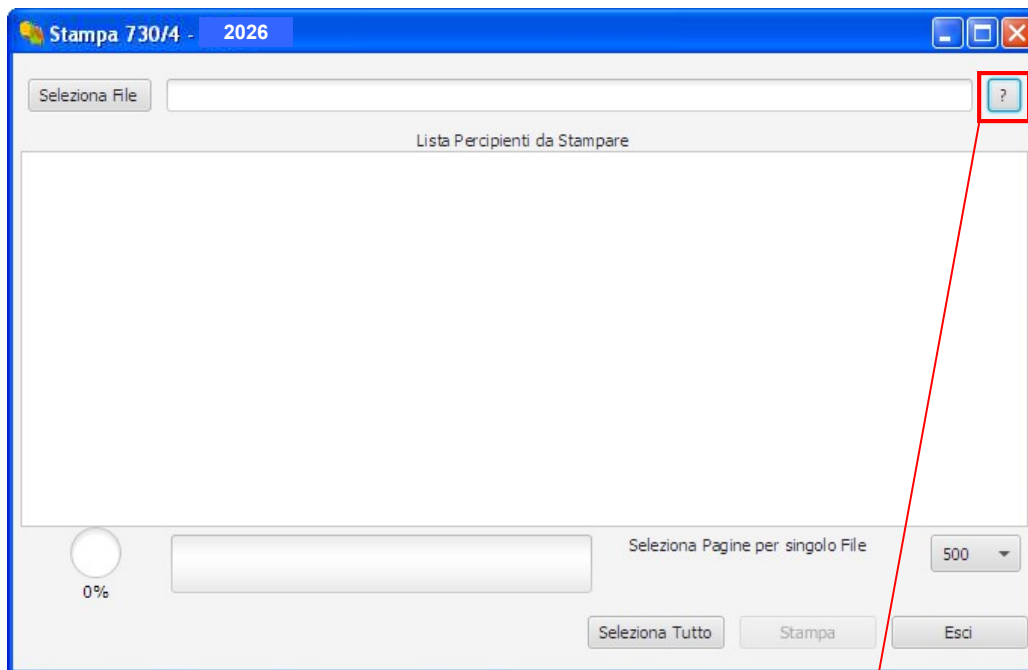 Stampa 730/4 - 2026
Seleziona File
?
Lista Percipienti da Stampare
Seleziona Pagine per singolo File
500
0%
Seleziona Tutto
Stampa
Esci